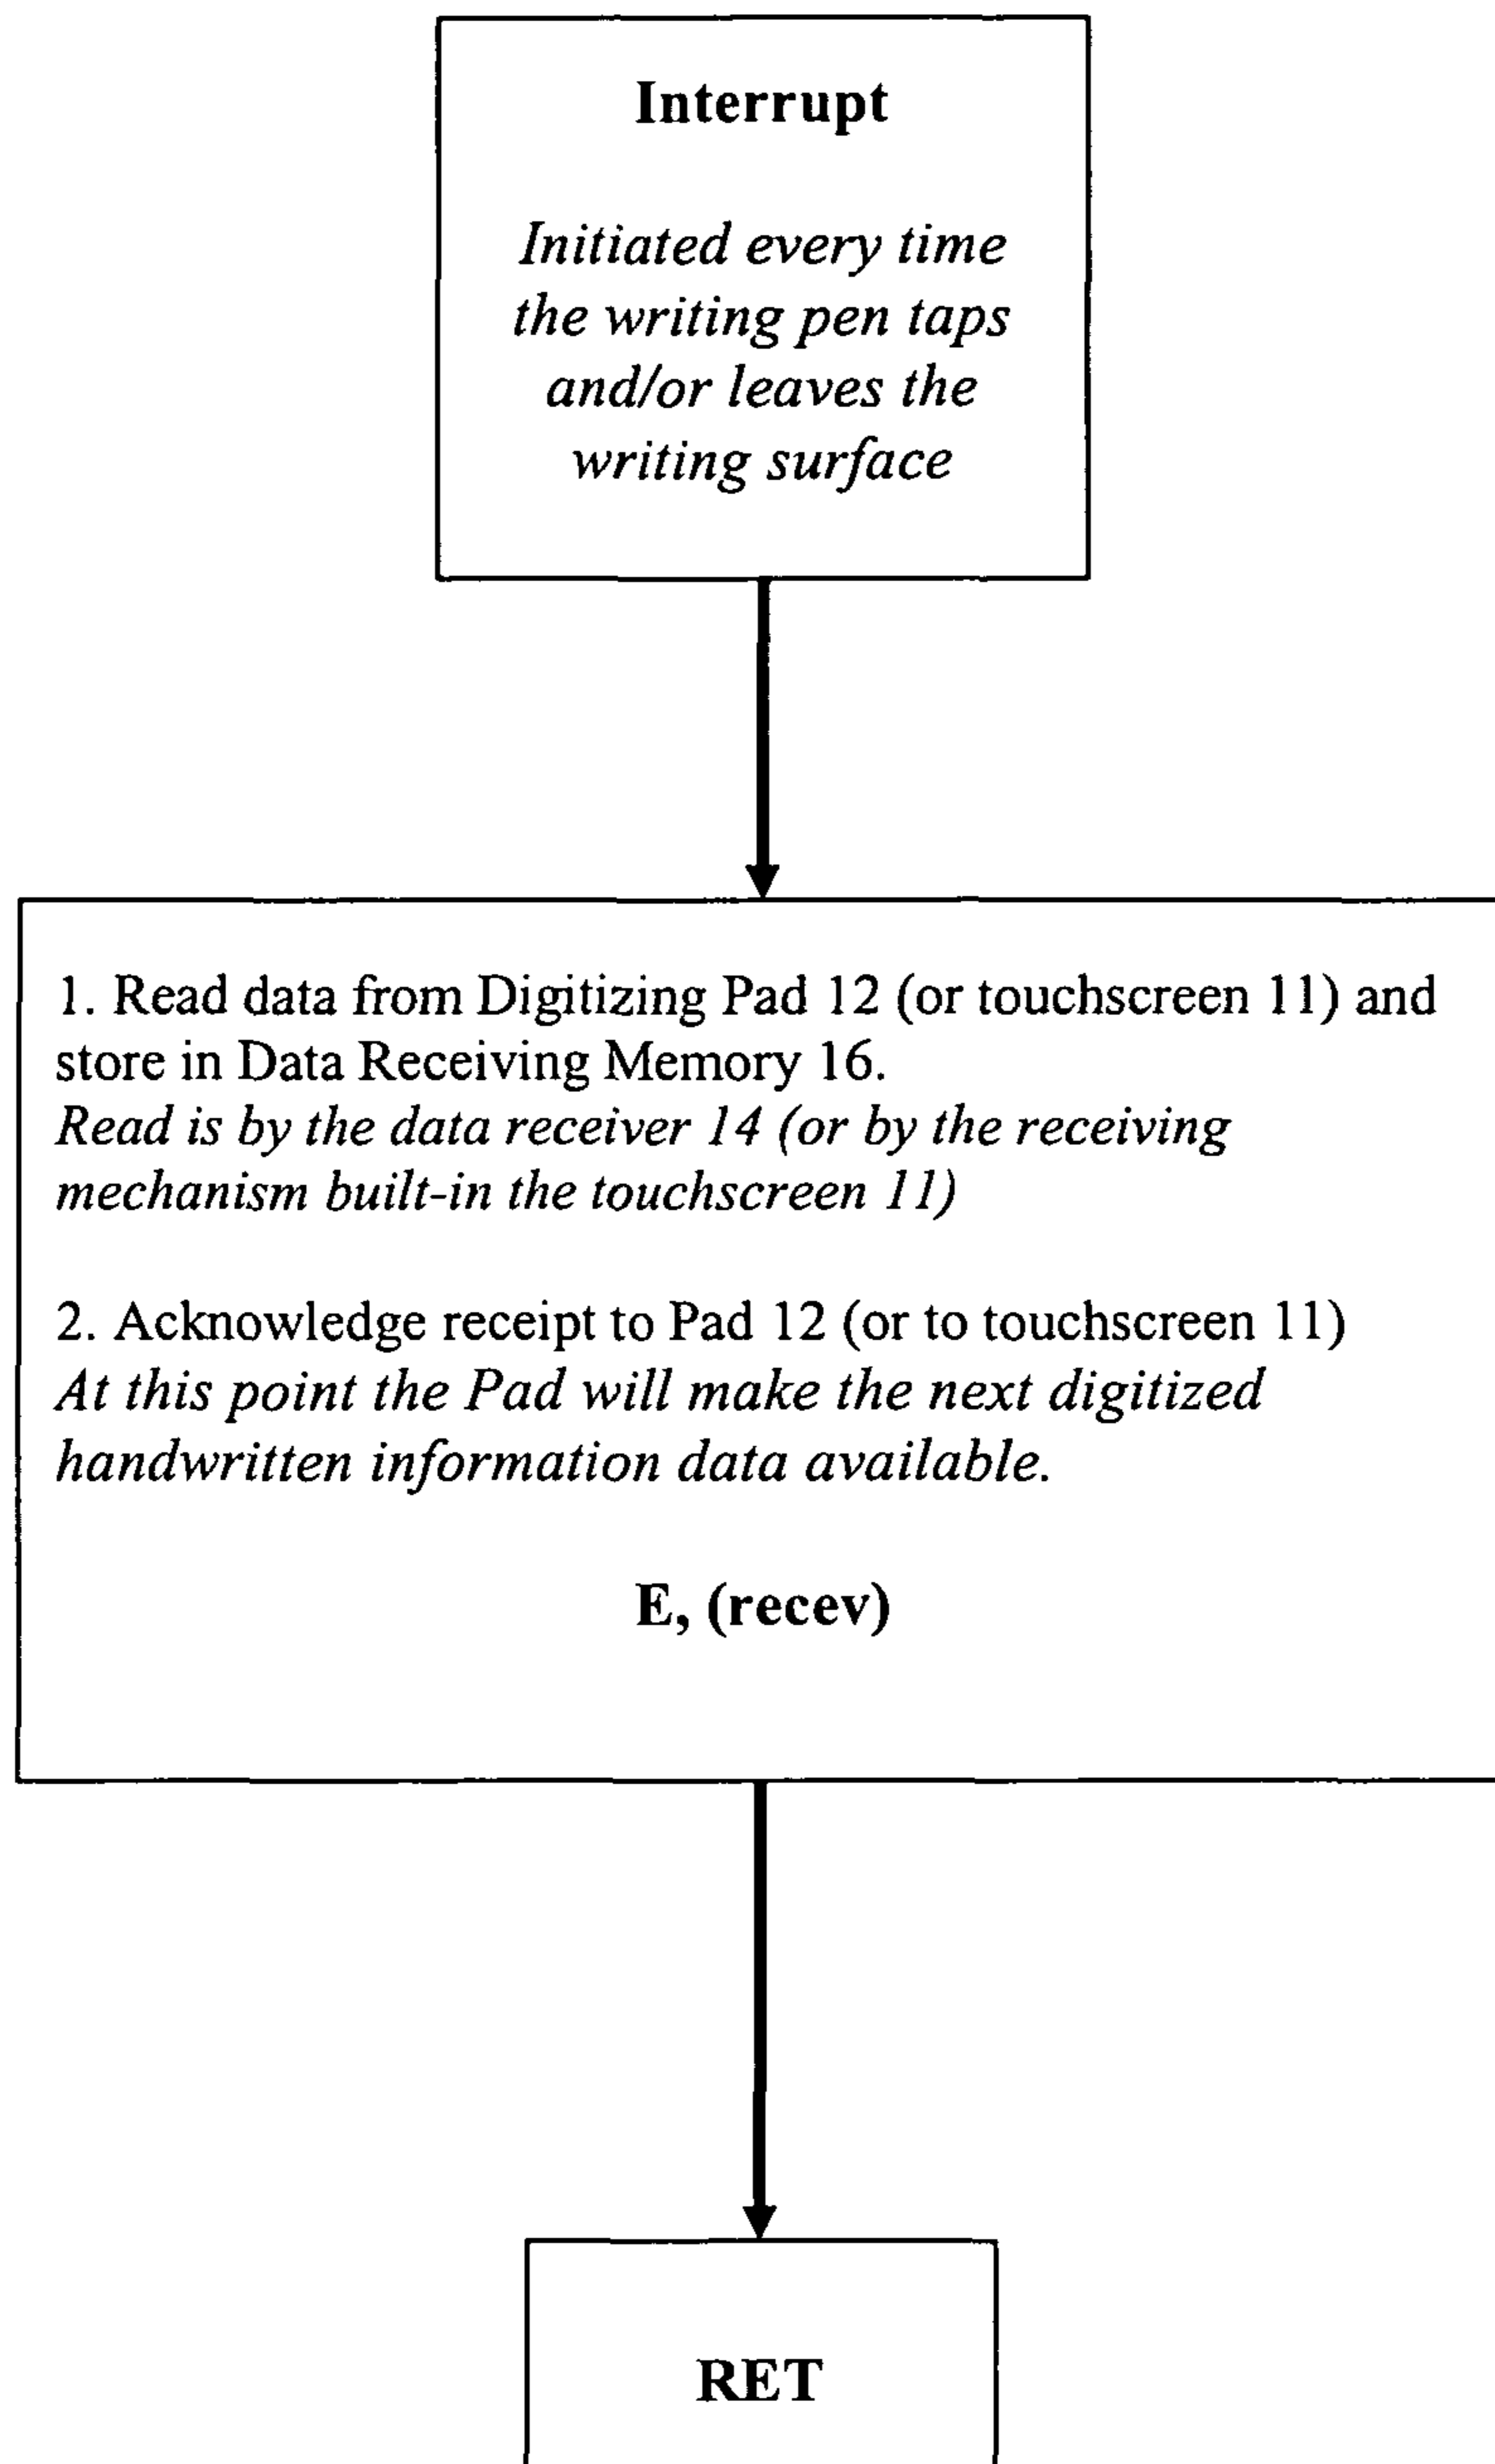 Interrupt
Initiated every time
the writing pen taps
and/or leaves the
writing surface
1. Read data from Digitizing Pad 12 (or touchscreen 11) and
store in Data Receiving Memory 16.
Read is by the data receiver 14 (or by the receiving
mechanism built-in the touchscreen 11)
2. Acknowledge receipt to Pad 12 (or to touchscreen 11)
At this point the Pad will make the next digitized
handwritten information data available.
E, (recev)
RET